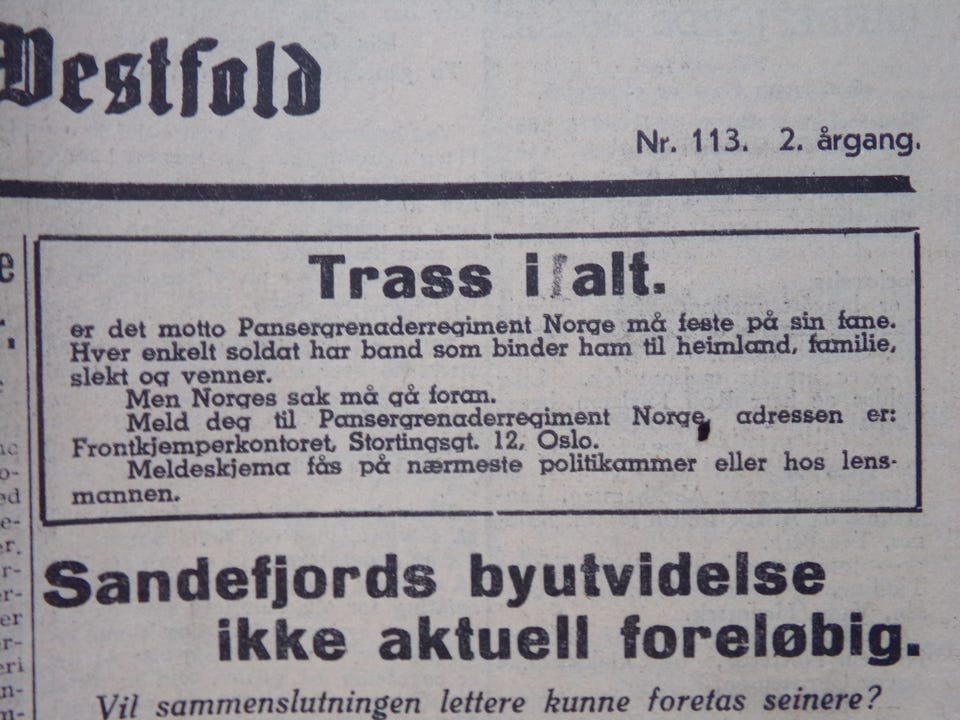 Vestfold
Nr. 113. 2. årgang.
Trass i alt.
er det motto Pansergrenaderregiment Norge må feste på sin fane.
Hver enkelt soldat har band som binder ham til heimland, familie,
slekt og venner.
Men Norges sak må gå foran.
Meld deg til Pansergrenaderregiment Norge, adressen er:
Frontkjemperkontoret, Stortingsgt. 12, Oslo.
Meldeskjema fås på nærmeste politikammer eller hos lens-
mannen.
Sandefjords byutvidelse
ikke aktuell foreløbig.
Vil sammenslutningen lettere kunne foretas seinere?